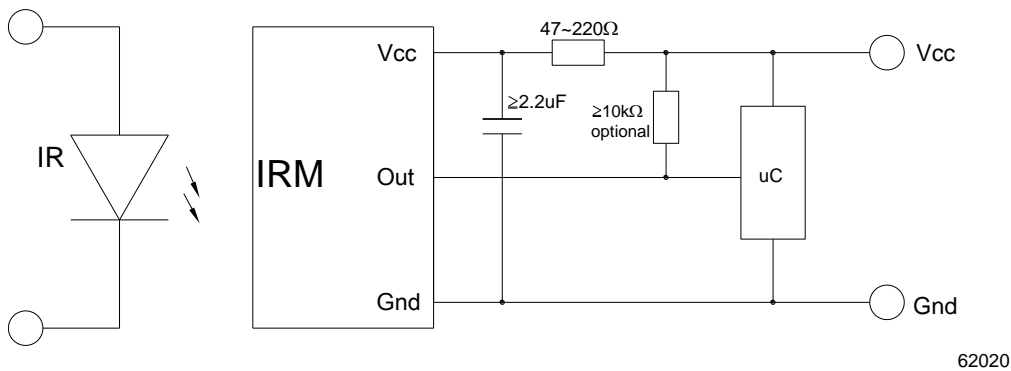 47~220Ω
Vcc
Vcc
≥2.2uF
≥10kΩ
optional
IR
IRM
Out
uC
Gnd
Gnd
62020